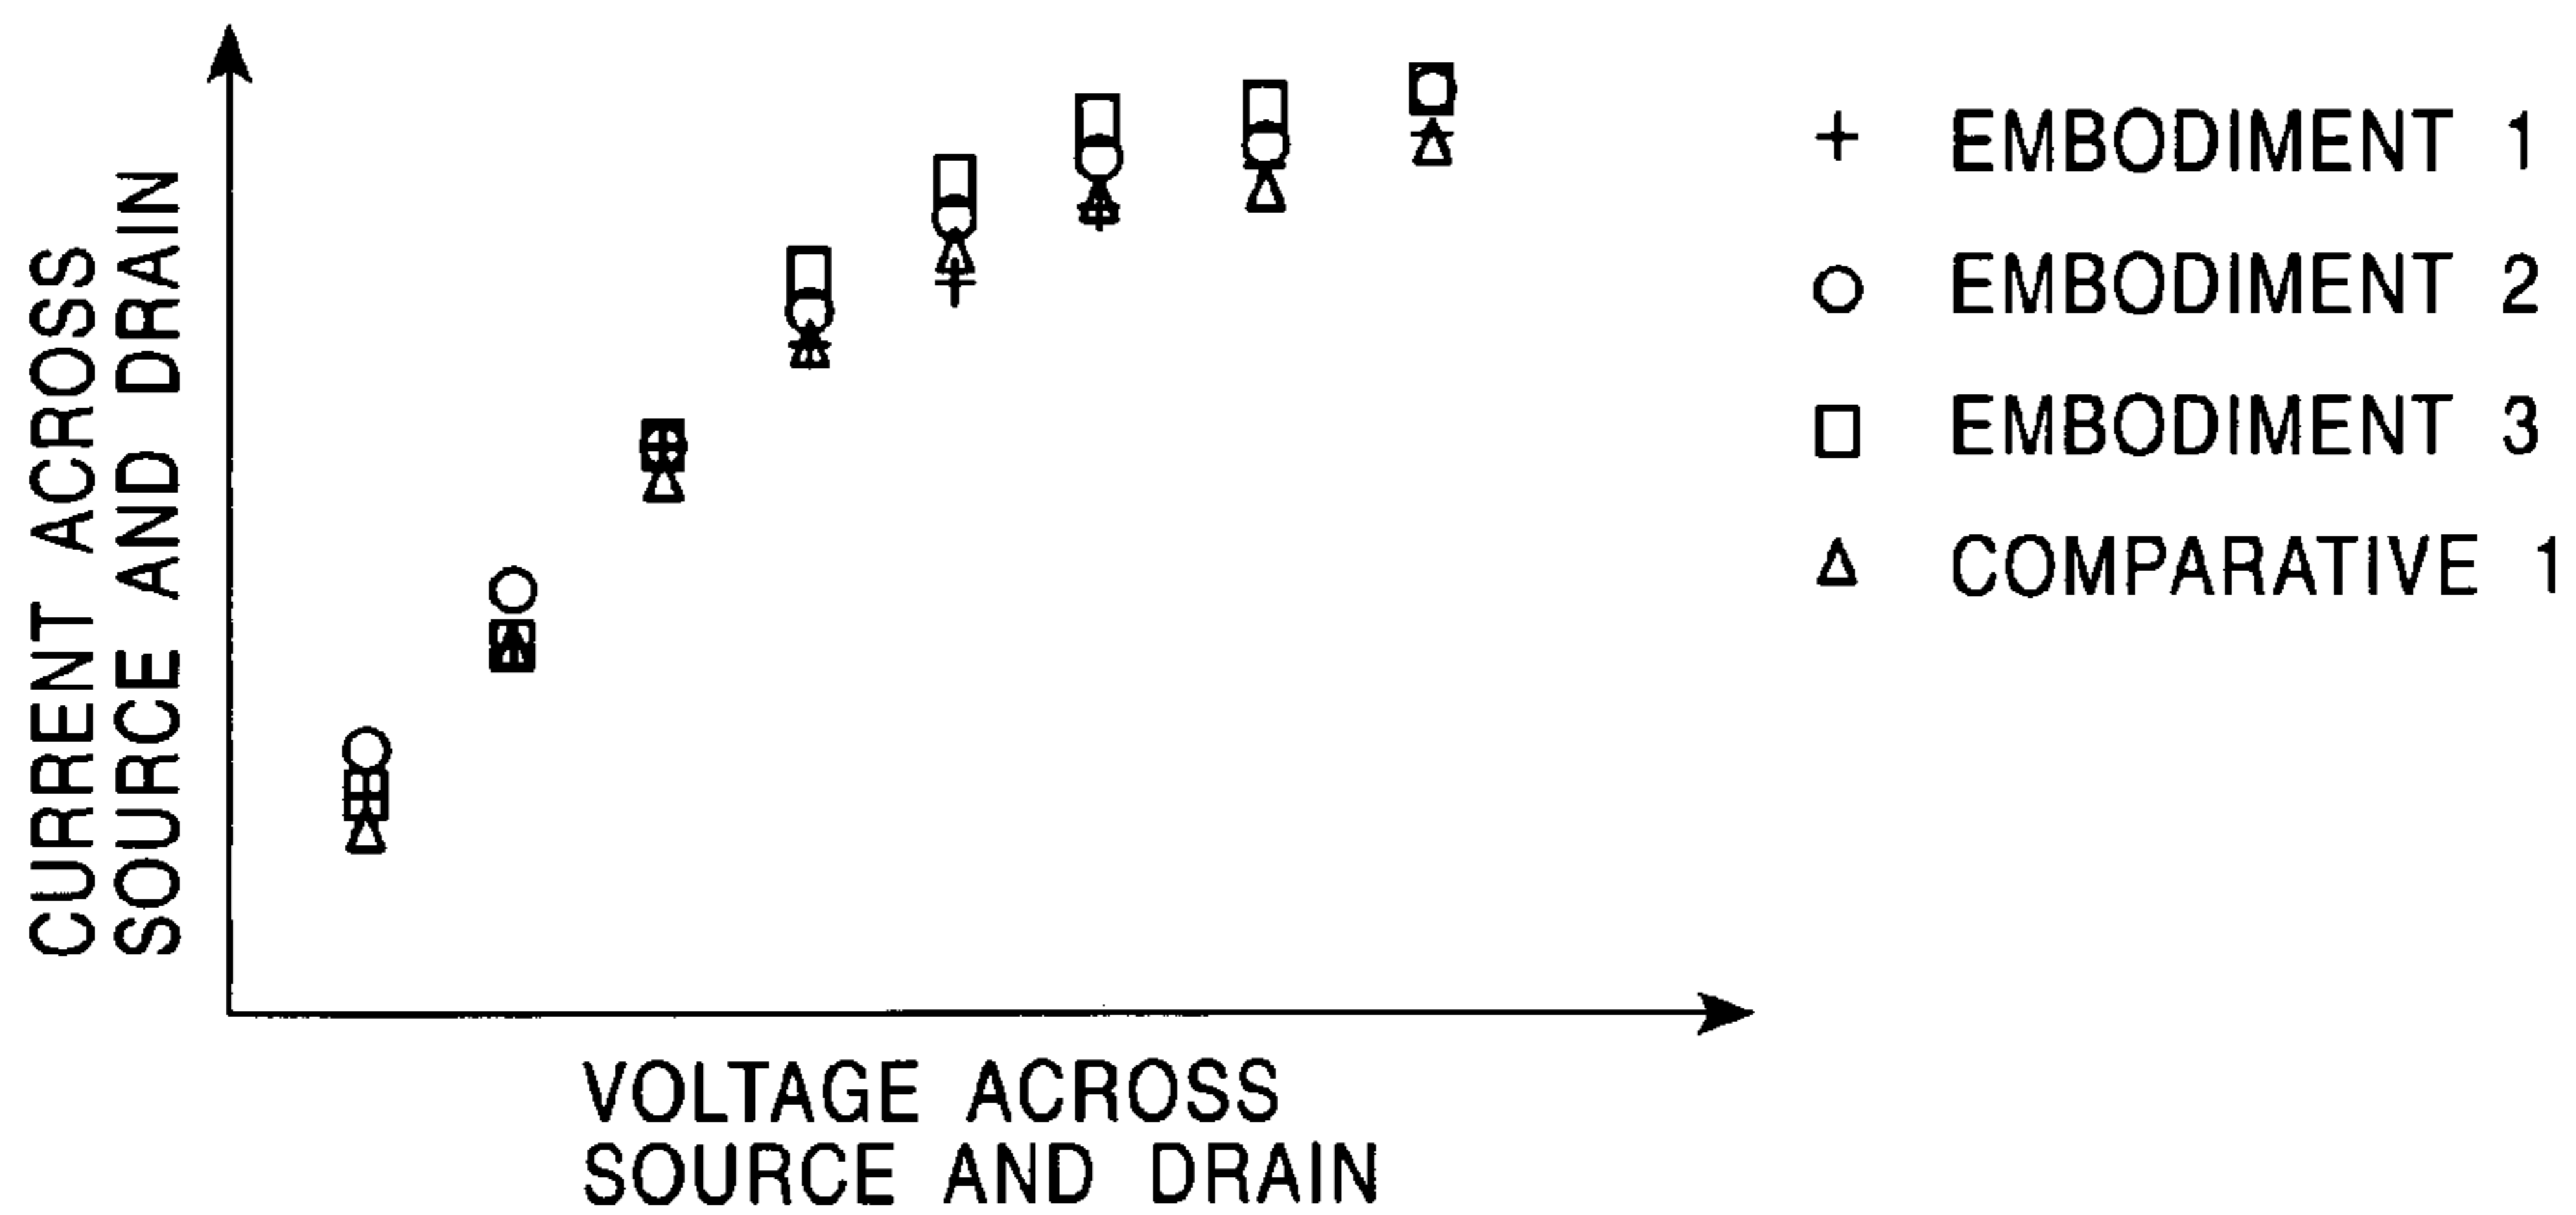 CURRENT ACROSS
SOURCE AND DRAIN
VOLTAGE ACROSS
SOURCE AND DRAIN
+ EMBODIMENT 1
○ EMBODIMENT 2
□ EMBODIMENT 3
△ COMPARATIVE 1